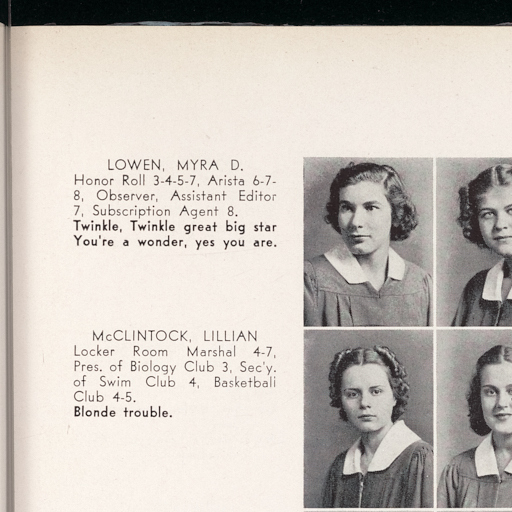 LOWEN, MYRA D.
Honor Roll 3-4-5-7, Arista 6-7-
8, Observer, Assistant Editor
7, Subscription Agent 8.
Twinkle, Twinkle great big star
You're a wonder, yes you are.
McCLINTOCK, LILLIAN
Locker Room Marshal 4-7,
Pres. of Biology Club 3, Sec'y.
of Swim Club 4, Basketball
Club 4-5.
Blonde trouble.